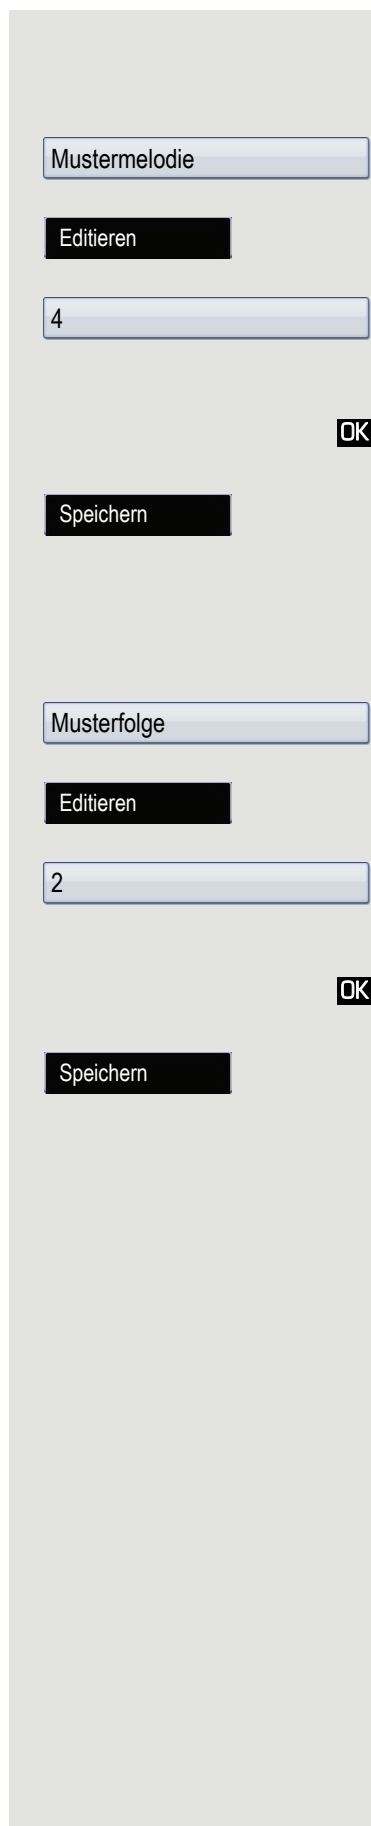 Mustermelodie
Editieren
4
OK
Speichern
Musterfolge
Editieren
2
OK
Speichern